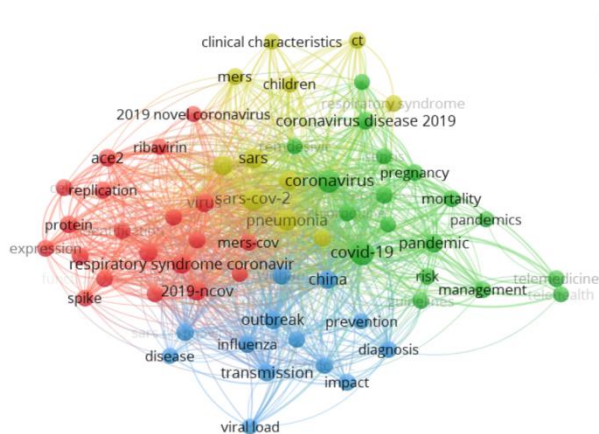 clinical characteristics
ct
mers
children
respiratory syndrome
2019 novel coronavirus
coronavirus disease 2019
ribavirin
remdesivir
ace2
sars
replication
coronavirus
pregnancy
virus
sars-cov-2
mortality
protein
pneumonia
pandemics
expression
mers-cov
covid-19
pandemic
respiratory syndrome coronavir
china
risk
telemedicine
spike
2019-ncov
management
telehealth
outbreak
prevention
disease
influenza
diagnosis
transmission
impact
viral load